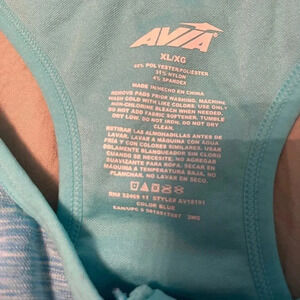 AVIA
XL/XG
POLYESTER/POLIÉSTER
NYLON
SPANDEX
MADE IN/HECHO EN CHINA
REMOVE PADS PRIOR WASHING. MACHINE
WASH COLD WITH LIKE COLORS. USE ONLY
NON-CHLORINE BLEACH WHEN NEEDED.
DO NOT ADD FABRIC SOFTENER. TUMBLE
DRY LOW. DO NOT IRON. DO NOT DRY
CLEAN.
RETIRAR LAS ALMOHADILLAS ANTES DE
LAVAR. LAVAR A MÁQUINA CON AGUA
FRÍA Y CON COLORES SIMILARES. USAR
SOLAMENTE BLANQUEADOR SIN CLORO
CUANDO SE NECESITE. NO AGREGAR
SUAVIZANTE PARA ROPA. SECAR EN
MAQUINA, TEMPERATURA BAJA, NO
PLANCHAR. NO LAVAR EN SECO.
STYLE# AV18191
COLOR BLUE